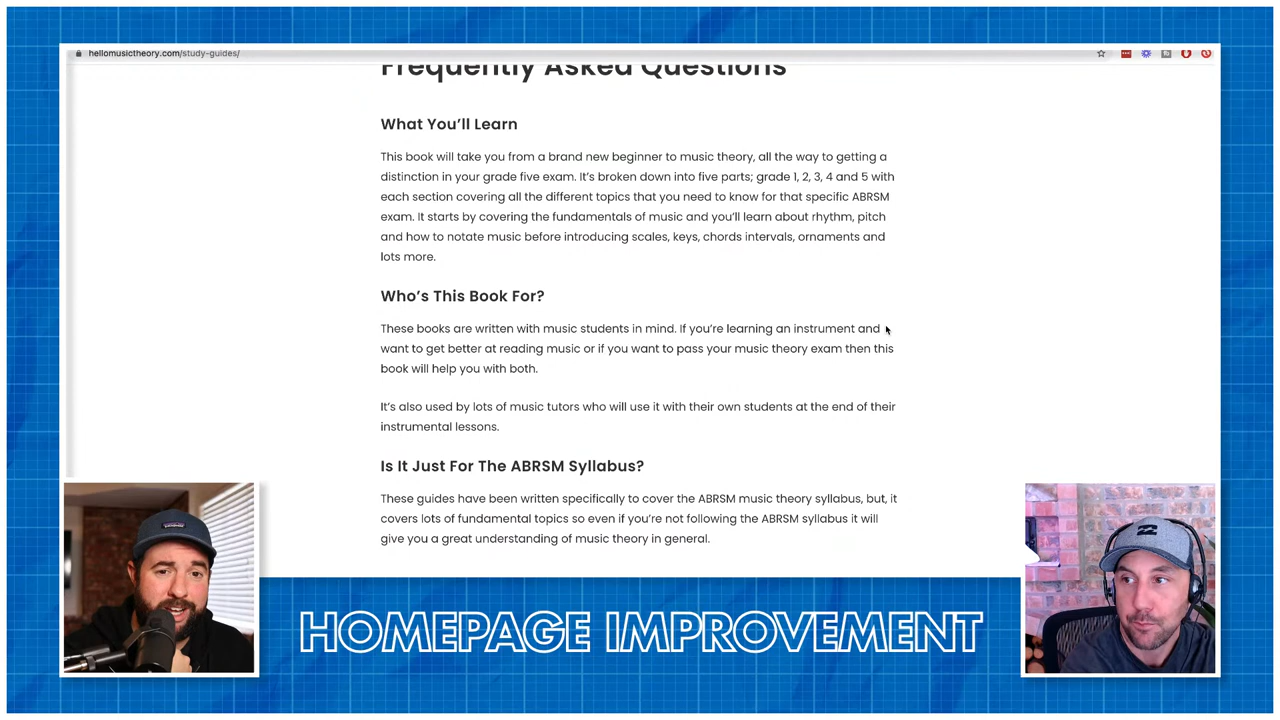 hellomusictheory.com/study-guides/
Frequently Asked Questions
What You'll Learn
This book will take you from a brand new beginner to music theory, all the way to getting a
distinction in your grade five exam. It's broken down into five parts; grade 1, 2, 3, 4 and 5 with
each section covering all the different topics that you need to know for that specific ABRSM
exam. It starts by covering the fundamentals of music and you'll learn about rhythm, pitch
and how to notate music before introducing scales, keys, chords intervals, ornaments and
lots more.
Who's This Book For?
These books are written with music students in mind. If you're learning an instrument and
want to get better at reading music or if you want to pass your music theory exam then this
book will help you with both.
It's also used by lots of music tutors who will use it with their own students at the end of their
instrumental lessons.
Is It Just For The ABRSM Syllabus?
These guides have been written specifically to cover the ABRSM music theory syllabus, but, it
covers lots of fundamental topics so even if you're not following the ABRSM syllabus it will
give you a great understanding of music theory in general.
HOMEPAGE IMPROVEMENT